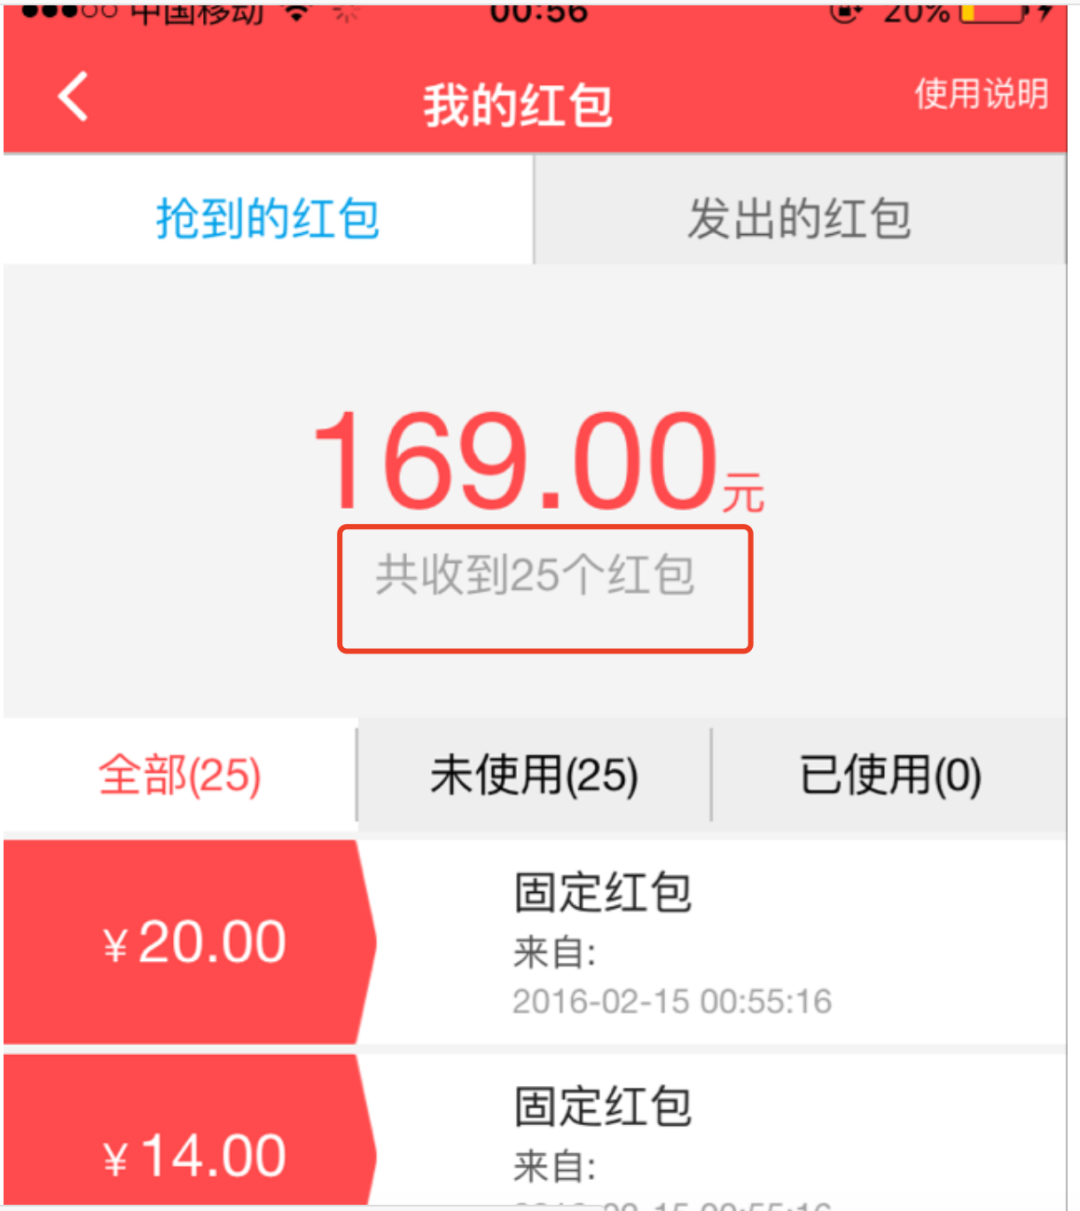 中国移动 00:56 20%
我的红包 使用说明
抢到的红包 发出的红包
169.00元
共收到25个红包
全部(25) 未使用(25) 已使用(0)
固定红包
¥20.00
来自:
2016-02-15 00:55:16
固定红包
¥14.00
来自: